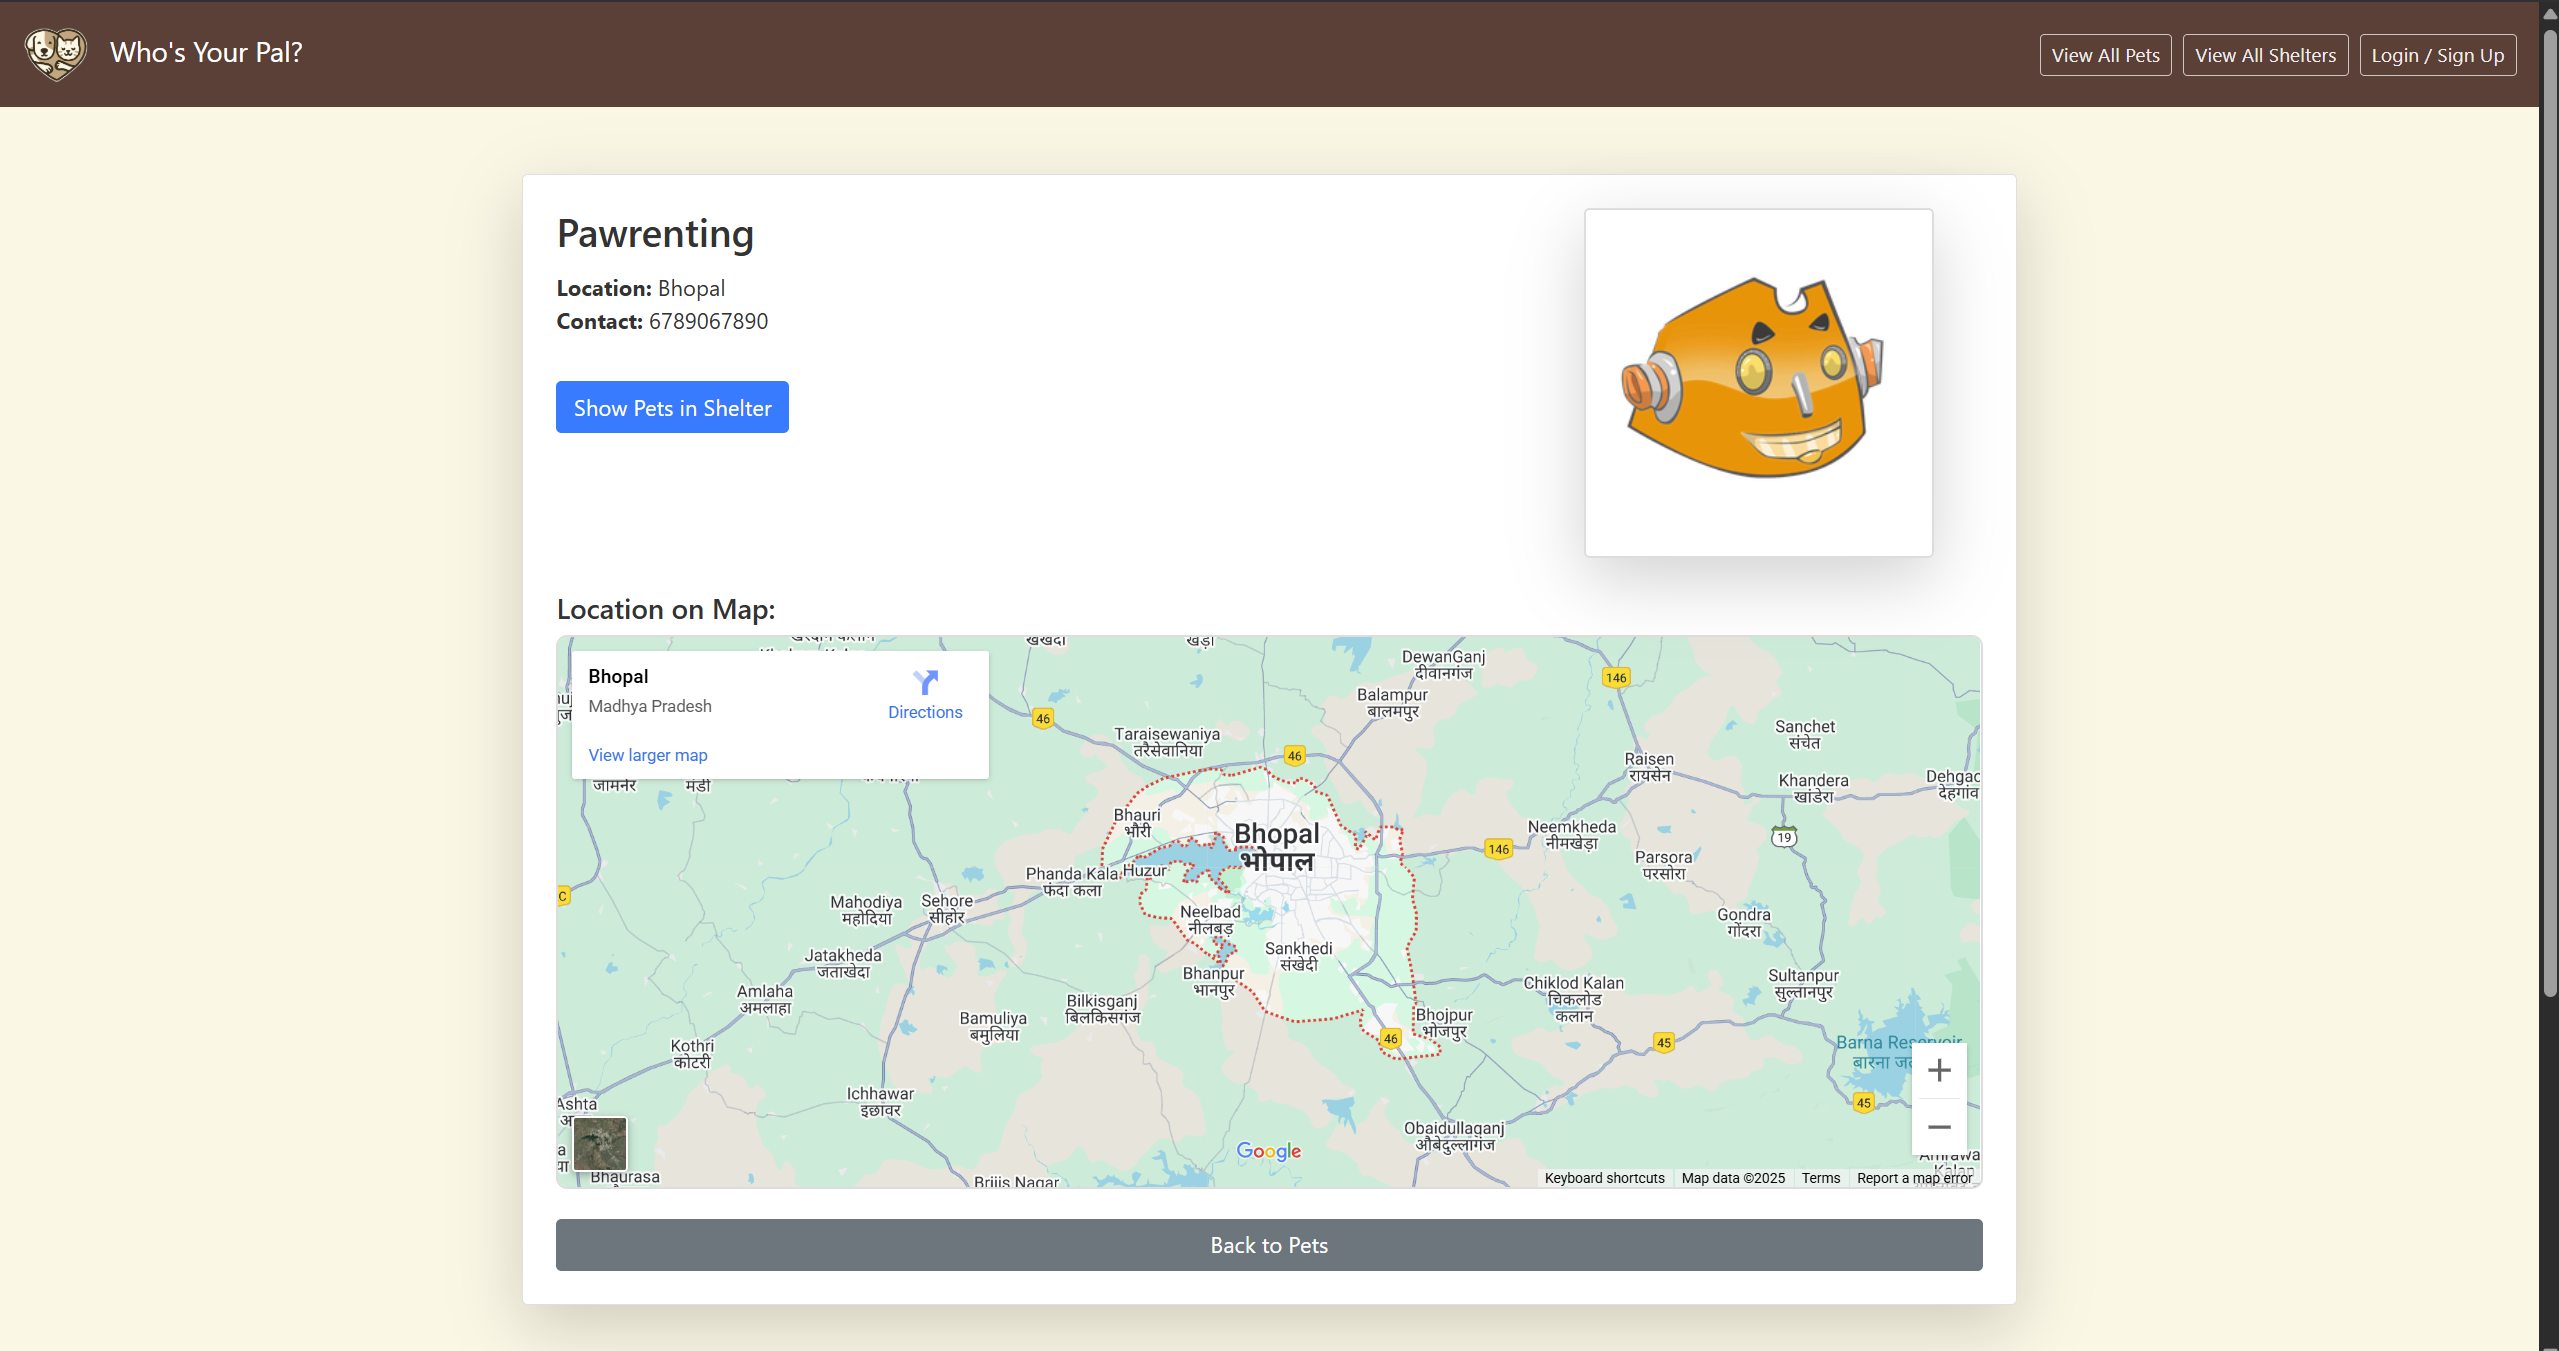 Who's Your Pal?
View All Pets
View All Shelters
Login / Sign Up
Pawrenting
Location: Bhopal
Contact: 6789067890
Show Pets in Shelter
Location on Map:
Bhopal
Madhya Pradesh
Directions
View larger map
जामनेर
मंडी
46
DewanGanj
दीवानगंज
146
Balampur
बालमपुर
Taraisewaniya
तरैसेवानिया
46
Sanchet
संचेत
Raisen
रायसेन
Khandera
खांडेरा
Bhauri
भौरी
Bhopal
भोपाल
Neemkheda
नीमखेड़ा
19
146
Parsora
परसोरा
Phanda Kala
फंदा कला
Huzur
Mahodiya
महोदिया
Sehore
सीहोर
Neelbad
नीलबड़
Gondra
गोंदरा
Jatakheda
जताखेदा
Sankhedi
संखेदी
Bhanpur
भानपुर
Sultanpur
सुल्तानपुर
Chiklod Kalan
चिकलोड
कलान
Amlaha
अमलाहा
Bilkisganj
बिलकिसगंज
Bamuliya
बमुलिया
Bhojpur
भोजपुर
46
45
Kothri
कोटरी
Barna Reservoir
Ichhawar
इछावर
45
Ashta
Obaidullaganj
औबेदुल्लागंज
Google
Bhaurasa
Brijis Nagar
Keyboard shortcuts
Map data ©2025
Terms
Report a map error
Back to Pets